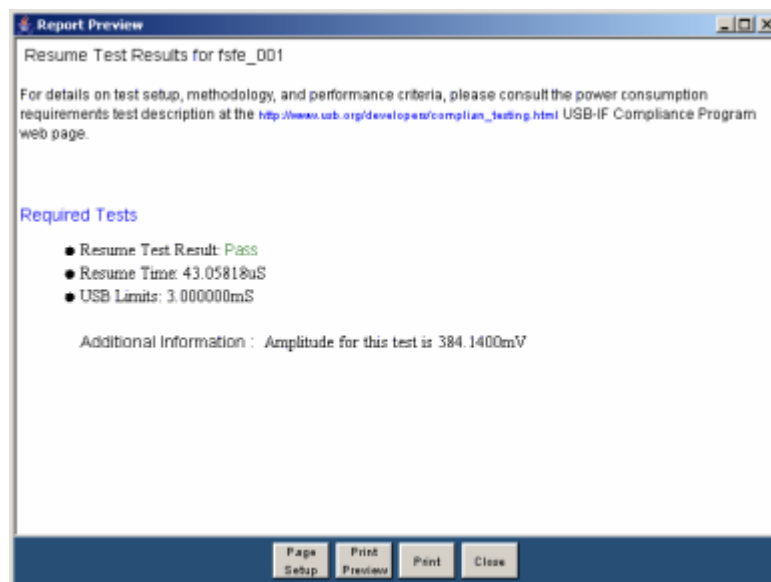 Report Preview
Resume Test Results for fsfe_001
For details on test setup, methodology, and performance criteria, please consult the power consumption
requirements test description at the http://www.usb.org/developers/complian_testing.html USB-IF Compliance Program
web page.
Required Tests
● Resume Test Result: Pass
● Resume Time: 43.05818uS
● USB Limits: 3.000000mS
Additional Information : Amplitude for this test is 384.1400mV
Page Setup
Print Preview
Print
Close